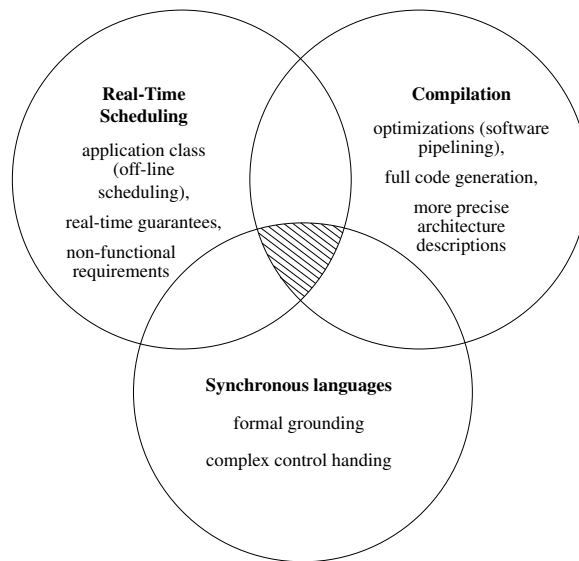 Real-Time
Scheduling
application class
(off-line
scheduling),
real-time guarantees,
non-functional
requirements
Compilation
optimizations (software
pipelining),
full code generation,
more precise
architecture
descriptions
Synchronous languages
formal grounding
complex control handing